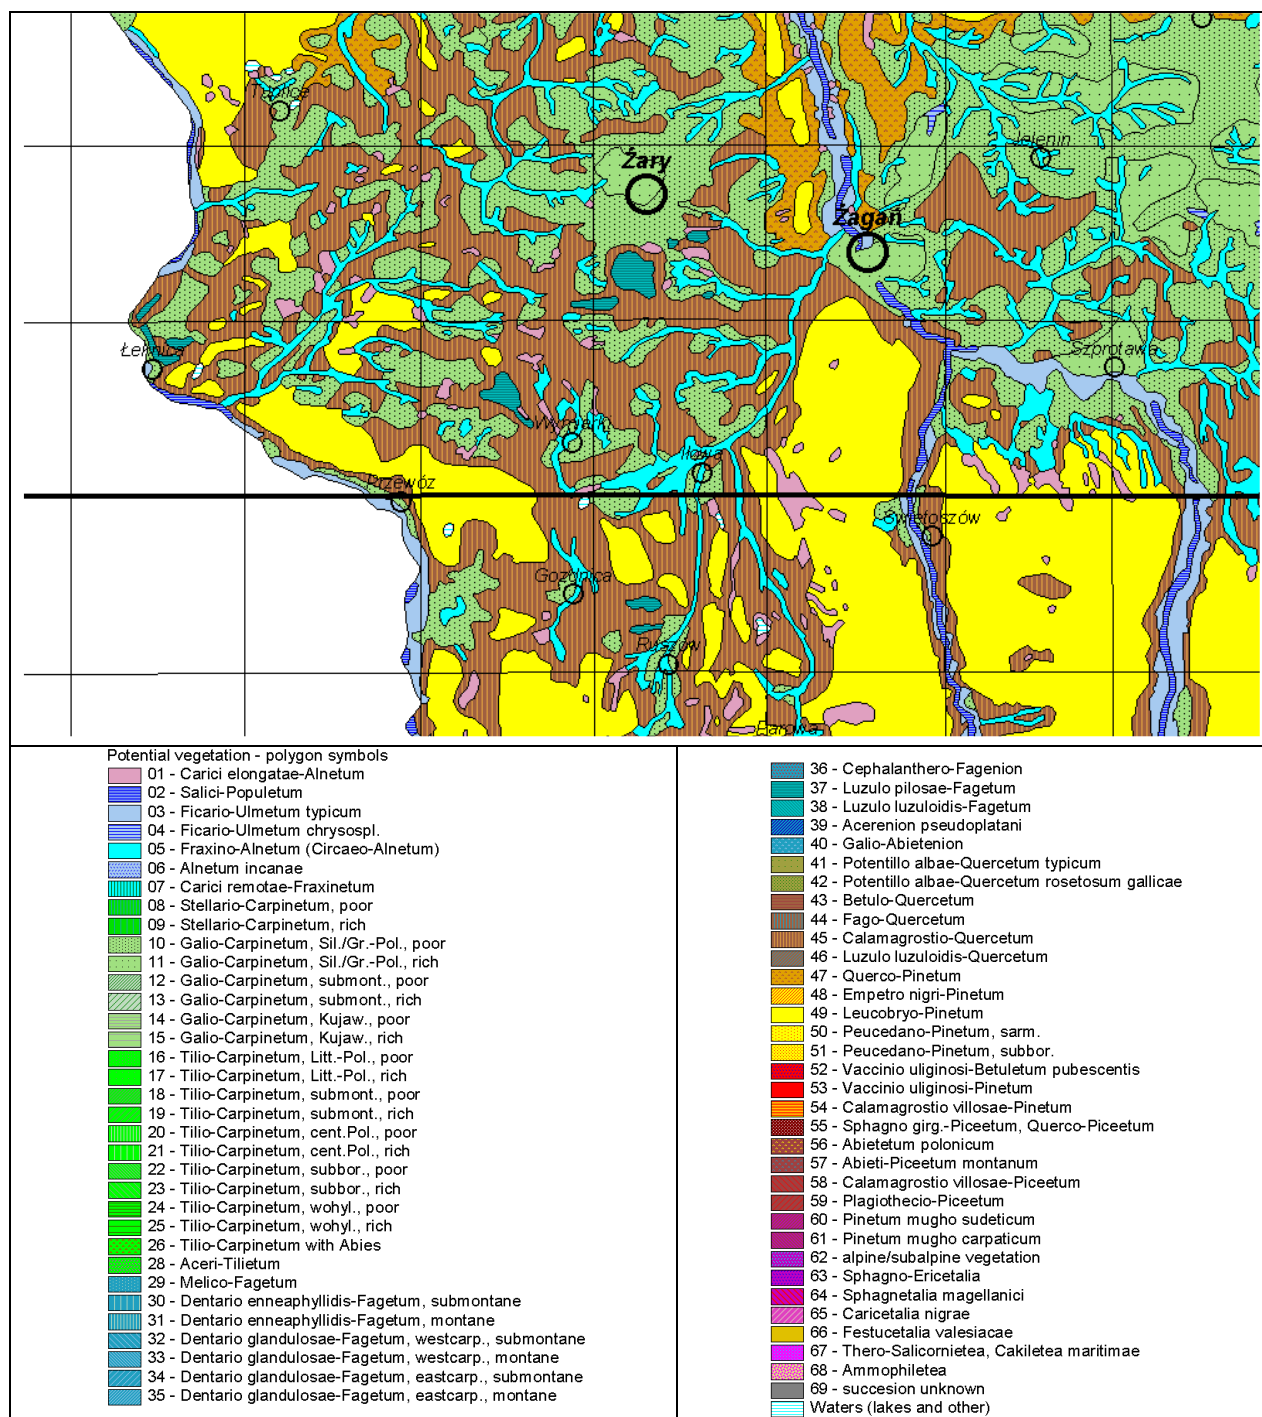 Tuplice
Jelenin
Żary
Żagań
Łęknica
Szprotawa
Wymiarki
Iłowa
Przewóz
Świętoszów
Gozdnica
Ruszów
Parowa
Potential vegetation - polygon symbols
01 - Carici elongatae-Alnetum
02 - Salici-Populetum
03 - Ficario-Ulmetum typicum
04 - Ficario-Ulmetum chrysospl.
05 - Fraxino-Alnetum (Circaeo-Alnetum)
06 - Alnetum incanae
07 - Carici remotae-Fraxinetum
08 - Stellario-Carpinetum, poor
09 - Stellario-Carpinetum, rich
10 - Galio-Carpinetum, Sil./Gr.-Pol., poor
11 - Galio-Carpinetum, Sil./Gr.-Pol., rich
12 - Galio-Carpinetum, submont., poor
13 - Galio-Carpinetum, submont., rich
14 - Galio-Carpinetum, Kujaw., poor
15 - Galio-Carpinetum, Kujaw., rich
16 - Tilio-Carpinetum, Litt.-Pol., poor
17 - Tilio-Carpinetum, Litt.-Pol., rich
18 - Tilio-Carpinetum, submont., poor
19 - Tilio-Carpinetum, submont., rich
20 - Tilio-Carpinetum, cent.Pol., poor
21 - Tilio-Carpinetum, cent.Pol., rich
22 - Tilio-Carpinetum, subbor., poor
23 - Tilio-Carpinetum, subbor., rich
24 - Tilio-Carpinetum, wohyl., poor
25 - Tilio-Carpinetum, wohyl., rich
26 - Tilio-Carpinetum with Abies
28 - Aceri-Tilietum
29 - Melico-Fagetum
30 - Dentario enneaphyllidis-Fagetum, submontane
31 - Dentario enneaphyllidis-Fagetum, montane
32 - Dentario glandulosae-Fagetum, westcarp., submontane
33 - Dentario glandulosae-Fagetum, westcarp., montane
34 - Dentario glandulosae-Fagetum, eastcarp., submontane
35 - Dentario glandulosae-Fagetum, eastcarp., montane
36 - Cephalanthero-Fagenion
37 - Luzulo pilosae-Fagetum
38 - Luzulo luzuloidis-Fagetum
39 - Acerenion pseudoplatani
40 - Galio-Abietenion
41 - Potentillo albae-Quercetum typicum
42 - Potentillo albae-Quercetum rosetosum gallicae
43 - Betulo-Quercetum
44 - Fago-Quercetum
45 - Calamagrostio-Quercetum
46 - Luzulo luzuloidis-Quercetum
47 - Querco-Pinetum
48 - Empetro nigri-Pinetum
49 - Leucobryo-Pinetum
50 - Peucedano-Pinetum, sarm.
51 - Peucedano-Pinetum, subbor.
52 - Vaccinio uliginosi-Betuletum pubescentis
53 - Vaccinio uliginosi-Pinetum
54 - Calamagrostio villosae-Pinetum
55 - Sphagno girg.-Piceetum, Querco-Piceetum
56 - Abietetum polonicum
57 - Abieti-Piceetum montanum
58 - Calamagrostio villosae-Piceetum
59 - Plagiothecio-Piceetum
60 - Pinetum mugho sudeticum
61 - Pinetum mugho carpaticum
62 - alpine/subalpine vegetation
63 - Sphagno-Ericetalia
64 - Sphagnetalia magellanici
65 - Caricetalia nigrae
66 - Festucetalia valesiacae
67 - Thero-Salicornietea, Cakiletea maritimae
68 - Ammophiletea
69 - succesion unknown
Waters (lakes and other)